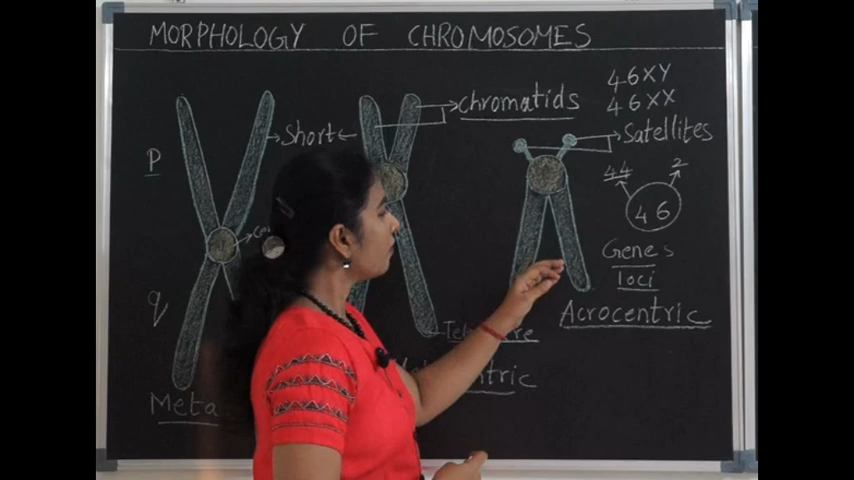 MORPHOLOGY OF CHROMOSOMES
46XY
46XX
Chromatids
Short
Satellites
p
44
2
46
Genes
Loci
q
Acrocentric
Meta